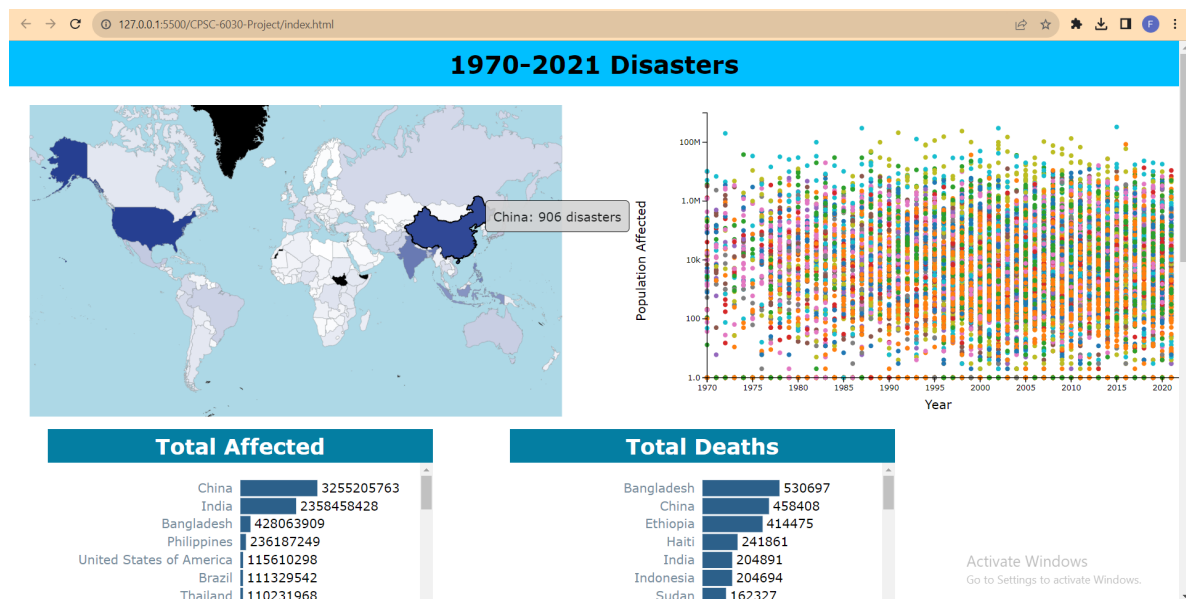 127.0.0.1:5500/CPSC-6030-Project/index.html
F
1970-2021 Disasters
China: 906 disasters
Population Affected
100M
1.0M
10k
100
1.0
1970 1975 1980 1985 1990 1995 2000 2005 2010 2015 2020
Year
Total Affected
China 3255205763
India 2358458428
Bangladesh 428063909
Philippines 236187249
United States of America 115610298
Brazil 111329542
Thailand 110231968
Total Deaths
Bangladesh 530697
China 458408
Ethiopia 414475
Haiti 241861
India 204891
Indonesia 204694
Sudan 162327
Activate Windows
Go to Settings to activate Windows.